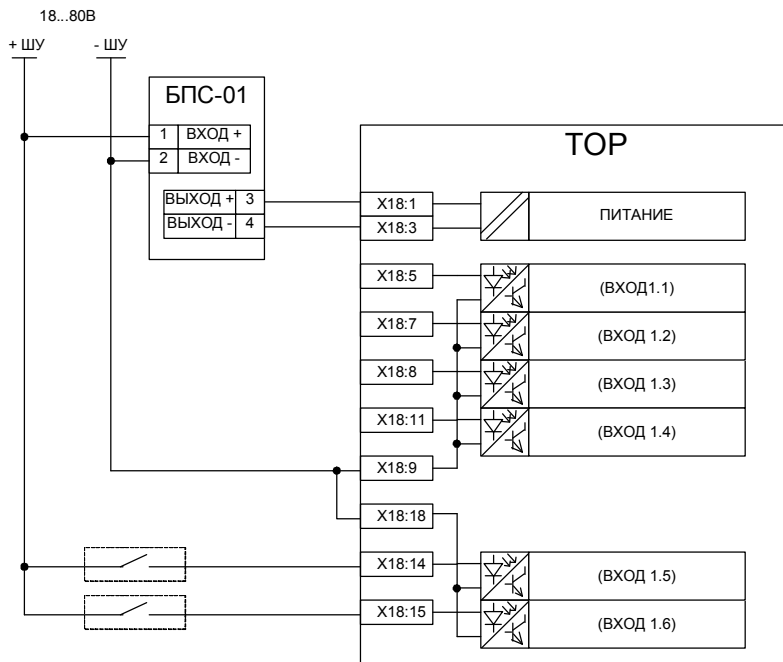 18...80В
+ ШУ
- ШУ
БПС-01
1 ВХОД +
2 ВХОД -
ВЫХОД + 3
ВЫХОД - 4
ТОР
X18:1
X18:3
ПИТАНИЕ
X18:5
(ВХОД1.1)
X18:7
(ВХОД 1.2)
X18:8
(ВХОД 1.3)
X18:11
(ВХОД 1.4)
X18:9
X18:18
X18:14
(ВХОД 1.5)
X18:15
(ВХОД 1.6)